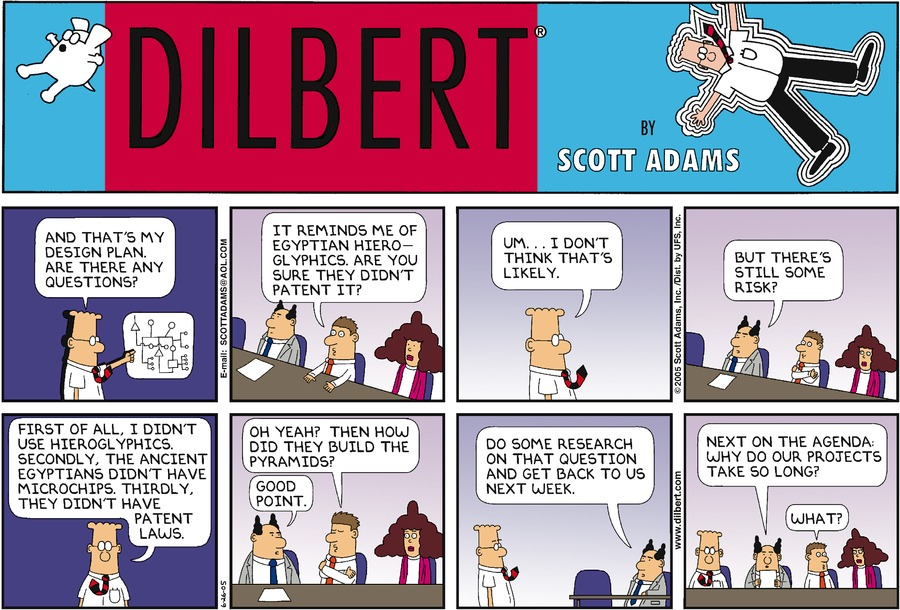 DILBERT®
BY
SCOTT ADAMS
AND THAT'S MY
DESIGN PLAN.
ARE THERE ANY
QUESTIONS?
E-mail: SCOTTADAMS@AOL.COM
IT REMINDS ME OF
EGYPTIAN HIERO-
GLYPHICS. ARE YOU
SURE THEY DIDN'T
PATENT IT?
UM... I DON'T
THINK THAT'S
LIKELY.
© 2005 Scott Adams, Inc./Dist. by UFS, Inc.
BUT THERE'S
STILL SOME
RISK?
FIRST OF ALL, I DIDN'T
USE HIEROGLYPHICS.
SECONDLY, THE ANCIENT
EGYPTIANS DIDN'T HAVE
MICROCHIPS. THIRDLY,
THEY DIDN'T HAVE
PATENT
LAWS.
6-26-05
OH YEAH? THEN HOW
DID THEY BUILD THE
PYRAMIDS?
GOOD
POINT.
DO SOME RESEARCH
ON THAT QUESTION
AND GET BACK TO US
NEXT WEEK.
www.dilbert.com
NEXT ON THE AGENDA:
WHY DO OUR PROJECTS
TAKE SO LONG?
WHAT?